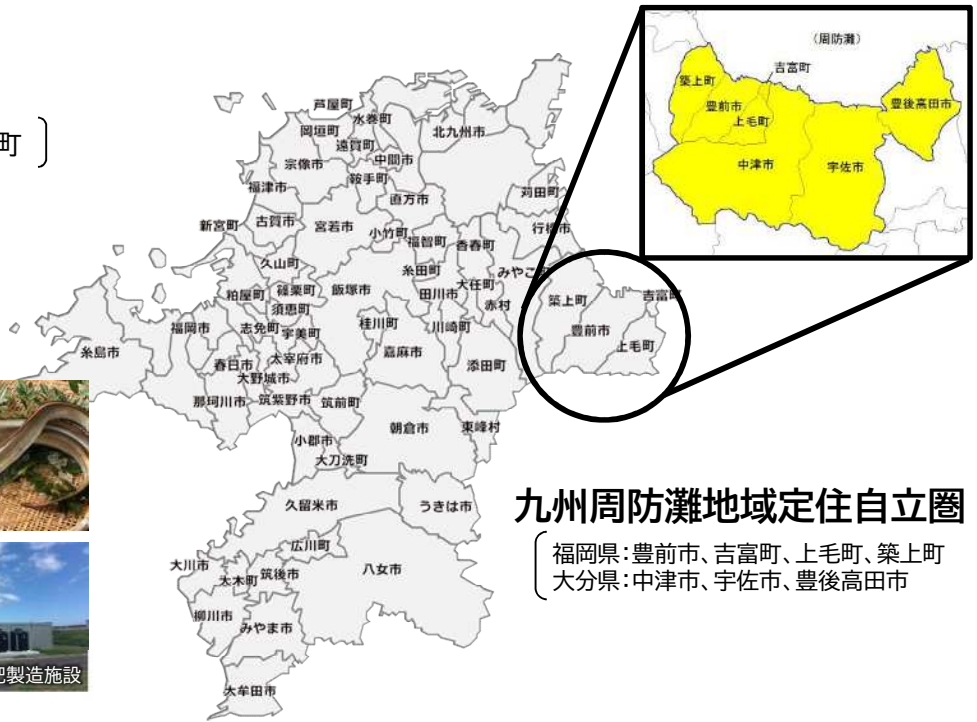 (周防灘)
吉富町
築上町
豊前市
上毛町
豊後高田市
中津市
宇佐市
町
芦屋町
水巻町
岡垣町
遠賀町
北九州市
宗像市
中間市
鞍手町
福津市
直方市
苅田町
新宮町
古賀市
宮若市
小竹町
福智町
香春町
行橋市
久山町
糸田町
みやこ
大任町
粕屋町
篠栗町
飯塚市
田川市
赤村
築上町
吉富町
須恵町
福岡市
志免町
宇美町
桂川町
川崎町
豊前市
糸島市
春日市
太宰府市
嘉麻市
添田町
上毛町
大野城市
那珂川市
筑紫野市
筑前町
朝倉市
東峰村
小郡市
大刀洗町
久留米市
うきは市
九州周防灘地域定住自立圏
福岡県:豊前市、吉富町、上毛町、築上町
大分県:中津市、宇佐市、豊後高田市
広川町
大川市
大木町
筑後市
八女市
柳川市
みやま市
肥製造施設
大牟田市